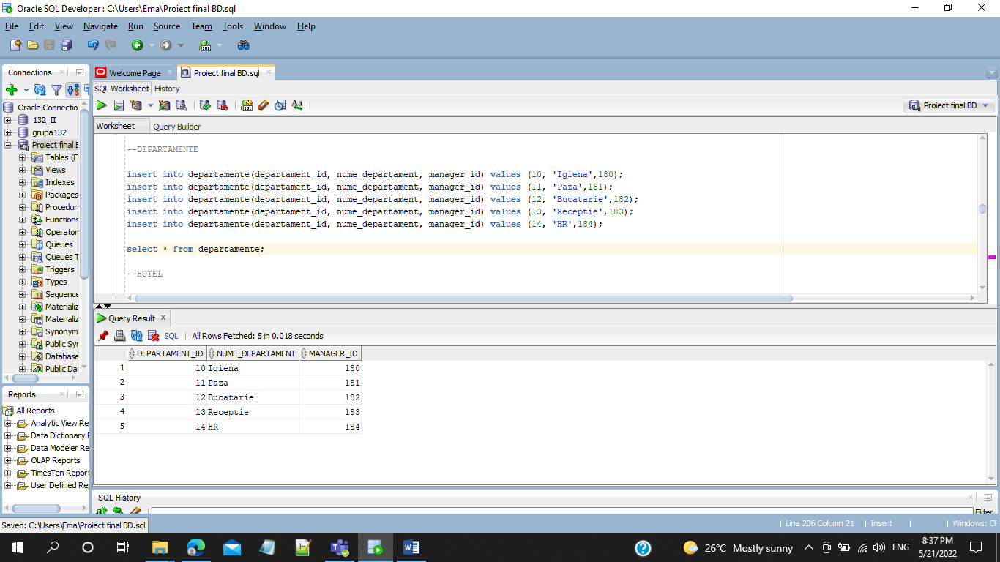 Oracle SQL Developer : C:\Users\Ema\Proiect final BD.sql
File Edit View Navigate Run Source Team Tools Window Help
Connections
Welcome Page
Proiect final BD.sql
SQL Worksheet History
Proiect final BD
Worksheet Query Builder
Oracle Connectio
132_II
grupa132
Proiect final B
Tables (F
Views
Indexes
Packages
Procedur
Functions
Operator
Queues
Queues T
Triggers
Types
Sequence
Materializ
Materializ
Synonym
Public Syn
Database
Public Da
--DEPARTAMENTE
insert into departamente(departament_id, nume_departament, manager_id) values (10, 'Igiena',180);
insert into departamente(departament_id, nume_departament, manager_id) values (11, 'Paza',181);
insert into departamente(departament_id, nume_departament, manager_id) values (12, 'Bucatarie',182);
insert into departamente(departament_id, nume_departament, manager_id) values (13, 'Receptie',183);
insert into departamente(departament_id, nume_departament, manager_id) values (14, 'HR',184);
select * from departamente;
--HOTEL
Query Result
SQL | All Rows Fetched: 5 in 0.018 seconds
DEPARTAMENT_ID NUME_DEPARTAMENT MANAGER_ID
1 10 Igiena 180
2 11 Paza 181
3 12 Bucatarie 182
4 13 Receptie 183
5 14 HR 184
Reports
All Reports
Analytic View Re
Data Dictionary R
Data Modeler Re
OLAP Reports
TimesTen Report
User Defined Rep
SQL History
Filter
Saved: C:\Users\Ema\Proiect final BD.sql
Line 206 Column 21 | Insert | Windows: CR
26°C Mostly sunny
ENG
8:37 PM
5/21/2022